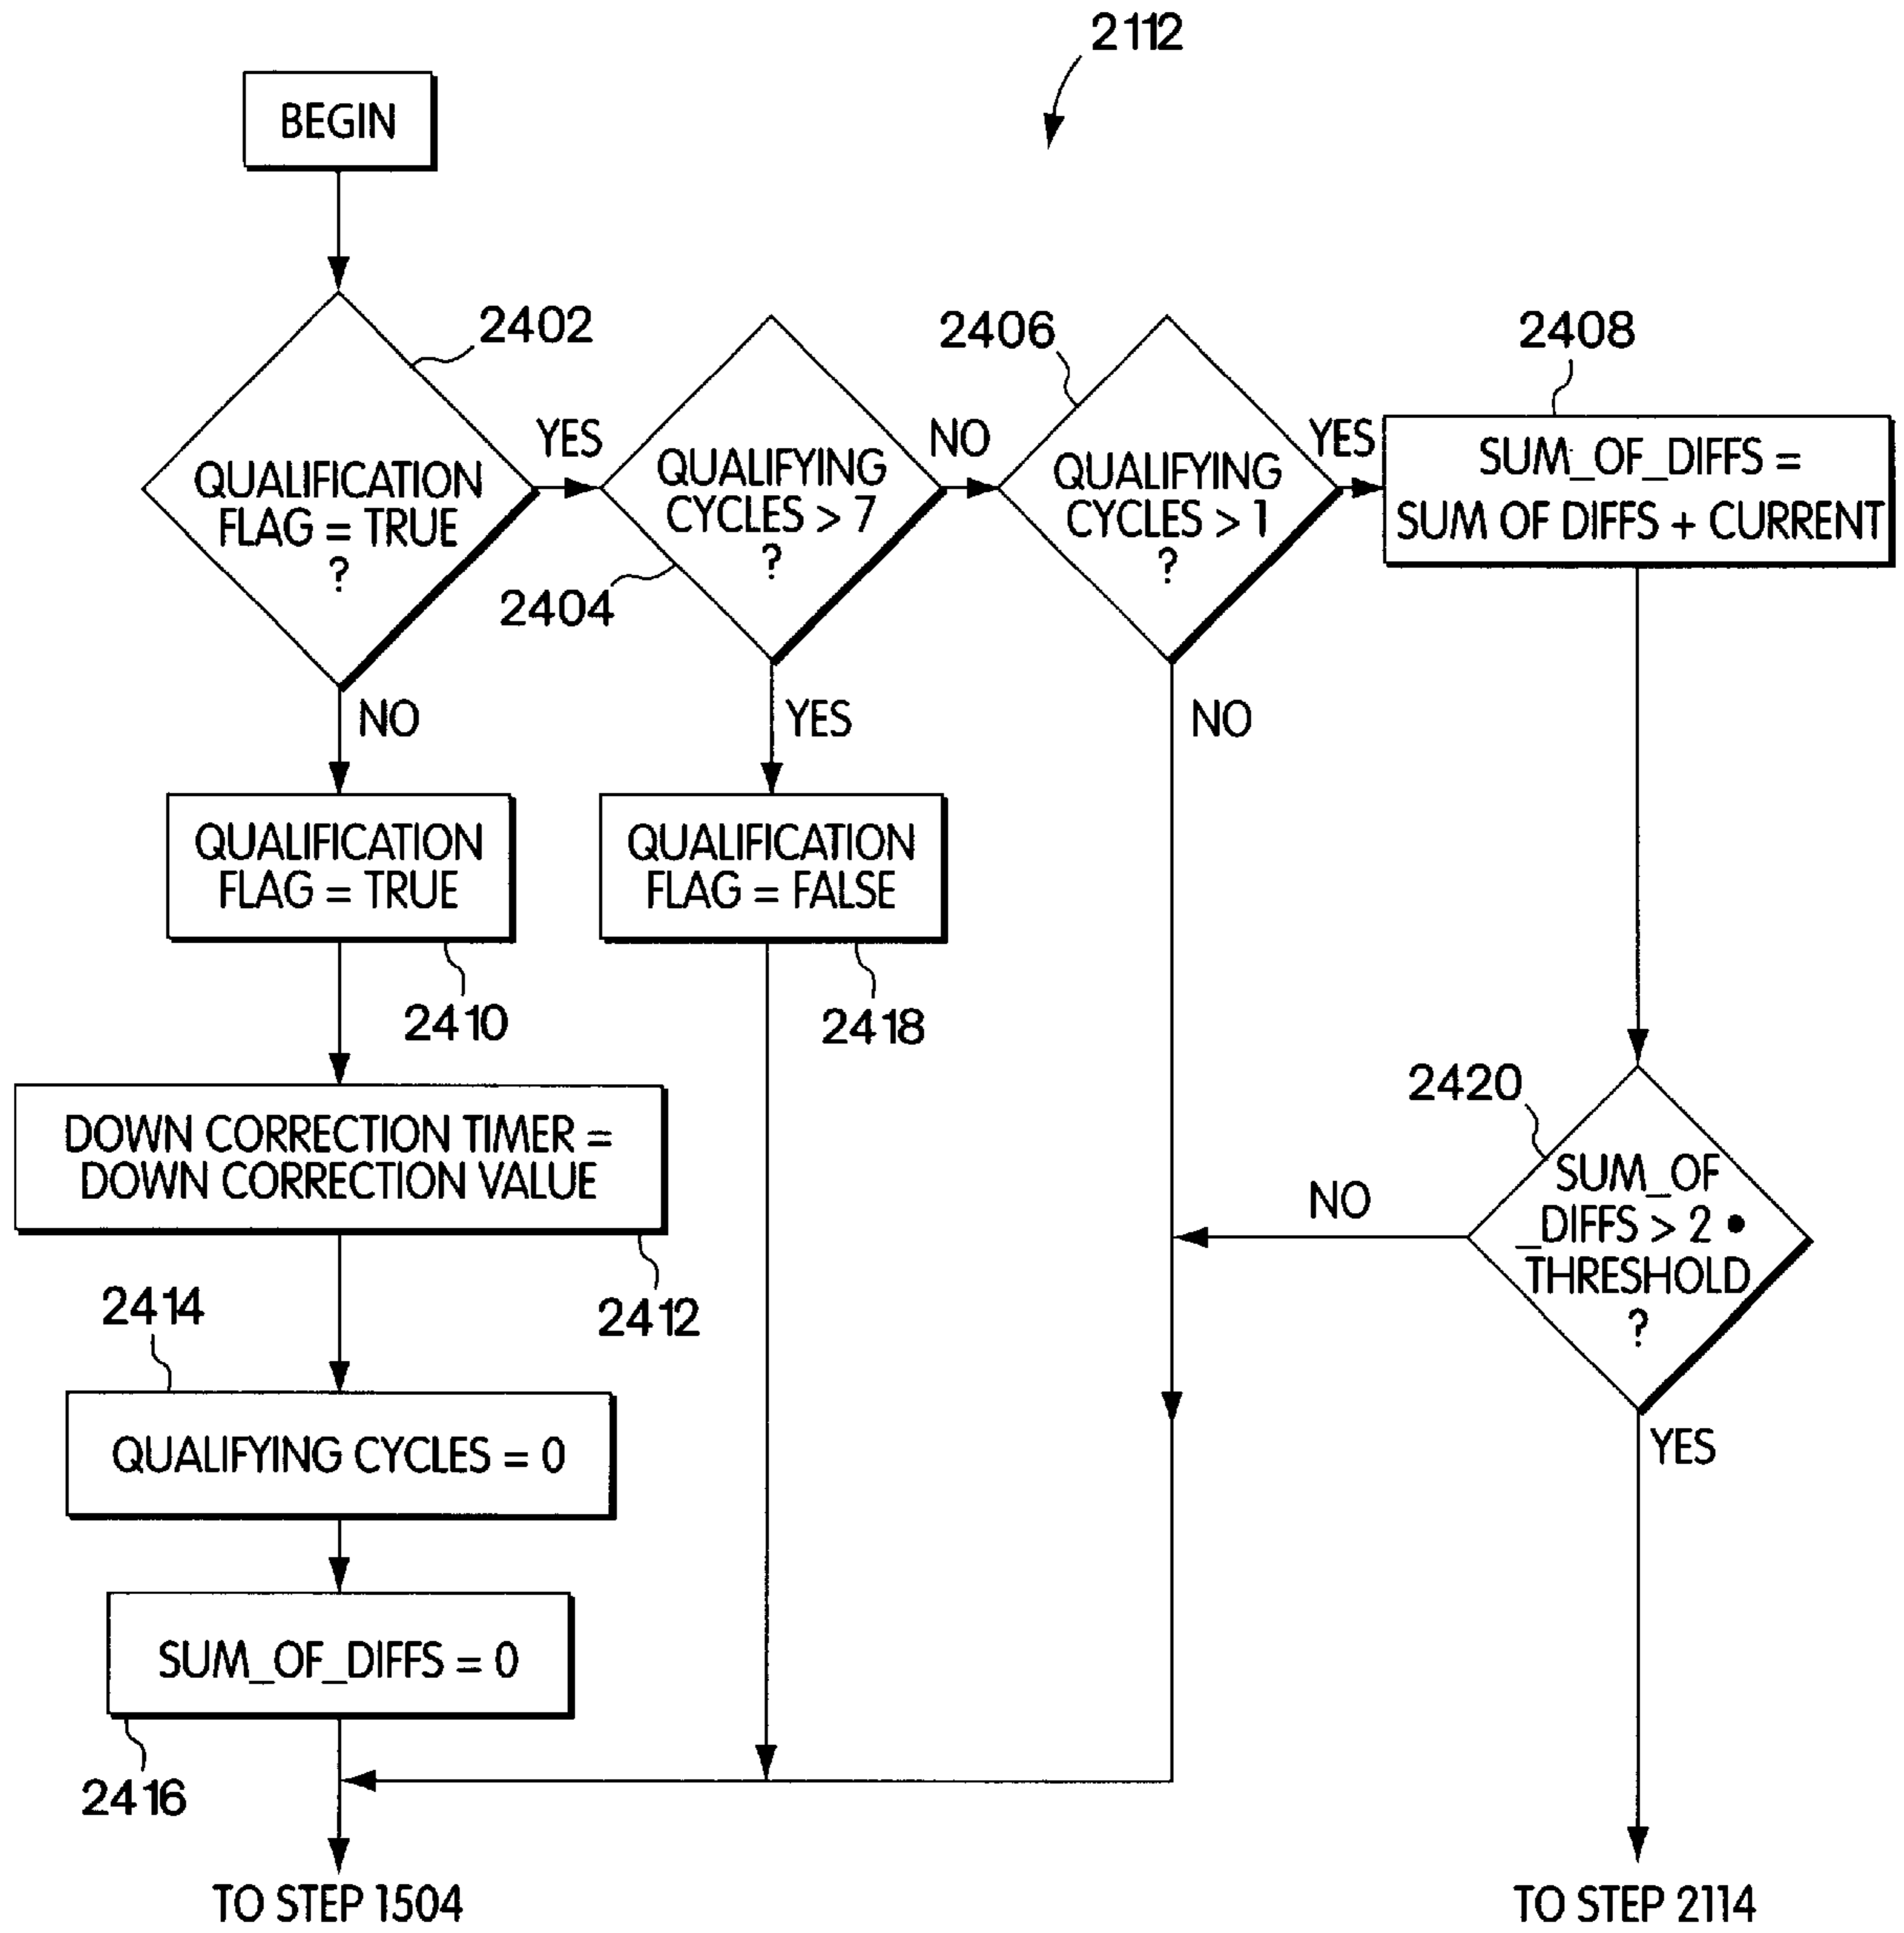 2112
BEGIN
2402
2406
2408
YES
NO
YES
QUALIFICATION
FLAG = TRUE
?
QUALIFYING
CYCLES > 7
?
QUALIFYING
CYCLES > 1
?
SUM_OF_DIFFS =
SUM OF DIFFS + CURRENT
2404
NO
YES
NO
QUALIFICATION
FLAG = TRUE
QUALIFICATION
FLAG = FALSE
2410
2418
DOWN CORRECTION TIMER =
DOWN CORRECTION VALUE
2420
NO
SUM_OF
_DIFFS > 2 •
THRESHOLD
?
2414
2412
QUALIFYING CYCLES = 0
YES
SUM_OF_DIFFS = 0
2416
TO STEP 1504
TO STEP 2114